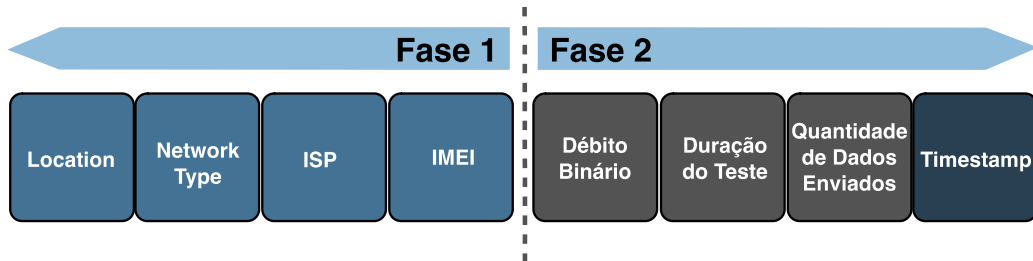 Fase 1
Fase 2
Location
Network
Type
ISP
IMEI
Débito
Binário
Duração
do Teste
Quantidade
de Dados
Enviados
Timestamp